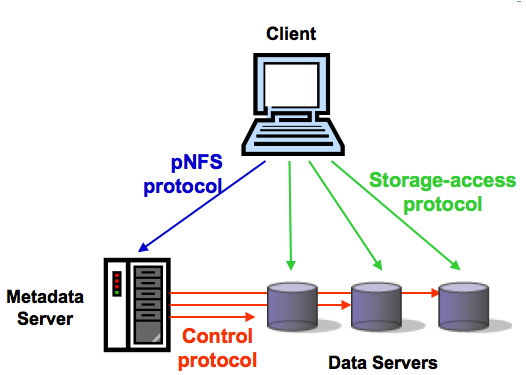 Client
pNFS
protocol
Storage-access
protocol
Metadata
Server
Control
protocol
Data Servers